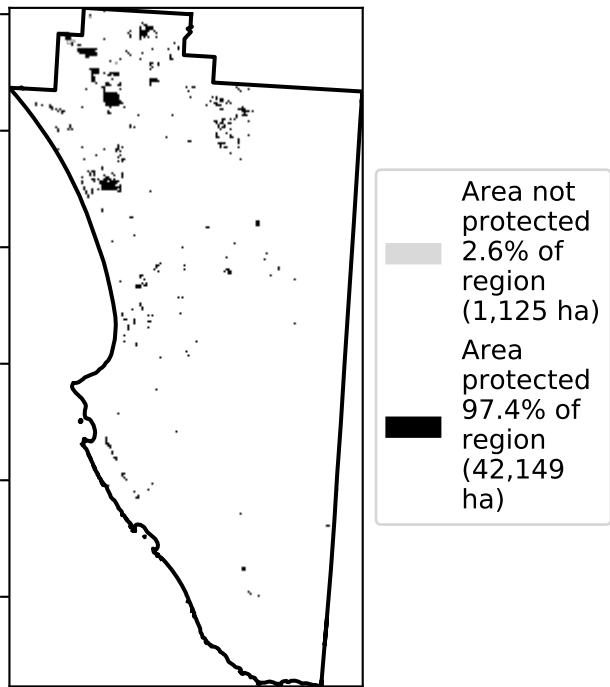 Area not
protected
2.6% of
region
(1,125 ha)
Area
protected
97.4% of
region
(42,149
ha)